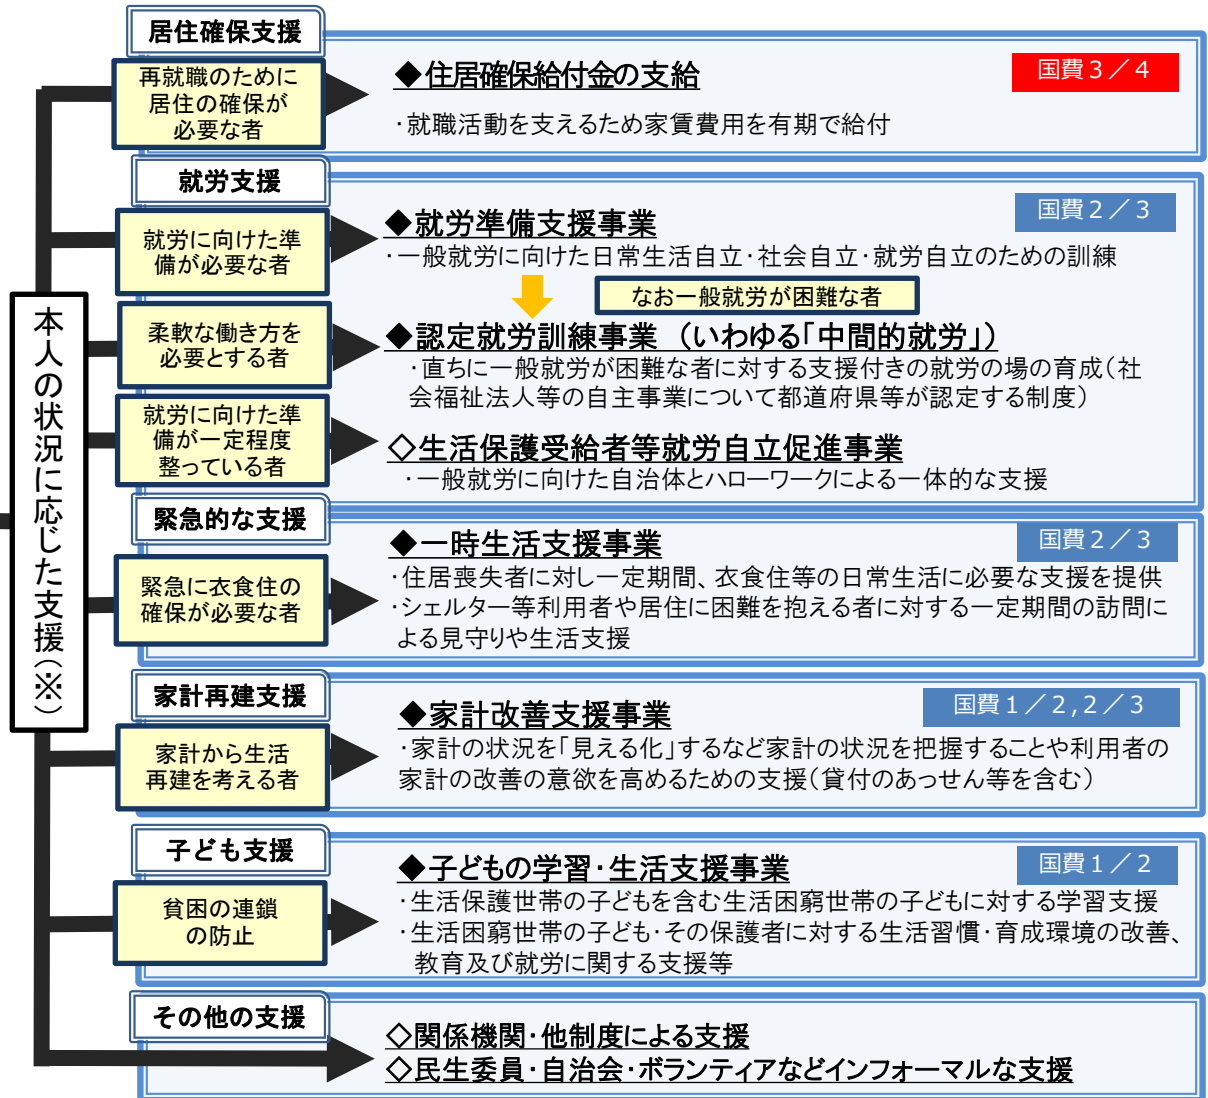 本人の状況に応じた支援(※)
居住確保支援
再就職のために
居住の確保が
必要な者
◆住居確保給付金の支給
国費3/4
・就職活動を支えるため家賃費用を有期で給付
就労支援
就労に向けた準
備が必要な者
◆就労準備支援事業
国費2/3
・一般就労に向けた日常生活自立・社会自立・就労自立のための訓練
なお一般就労が困難な者
柔軟な働き方を
必要とする者
◆認定就労訓練事業 (いわゆる「中間的就労」)
・直ちに一般就労が困難な者に対する支援付きの就労の場の育成(社
会福祉法人等の自主事業について都道府県等が認定する制度)
就労に向けた準
備が一定程度
整っている者
◇生活保護受給者等就労自立促進事業
・一般就労に向けた自治体とハローワークによる一体的な支援
緊急的な支援
緊急に衣食住の
確保が必要な者
◆一時生活支援事業
国費2/3
・住居喪失者に対し一定期間、衣食住等の日常生活に必要な支援を提供
・シェルター等利用者や居住に困難を抱える者に対する一定期間の訪問に
よる見守りや生活支援
家計再建支援
家計から生活
再建を考える者
◆家計改善支援事業
国費1/2,2/3
・家計の状況を「見える化」するなど家計の状況を把握することや利用者の
家計の改善の意欲を高めるための支援(貸付のあっせん等を含む)
子ども支援
貧困の連鎖
の防止
◆子どもの学習・生活支援事業
国費1/2
・生活保護世帯の子どもを含む生活困窮世帯の子どもに対する学習支援
・生活困窮世帯の子ども・その保護者に対する生活習慣・育成環境の改善、
教育及び就労に関する支援等
その他の支援
◇関係機関・他制度による支援
◇民生委員・自治会・ボランティアなどインフォーマルな支援